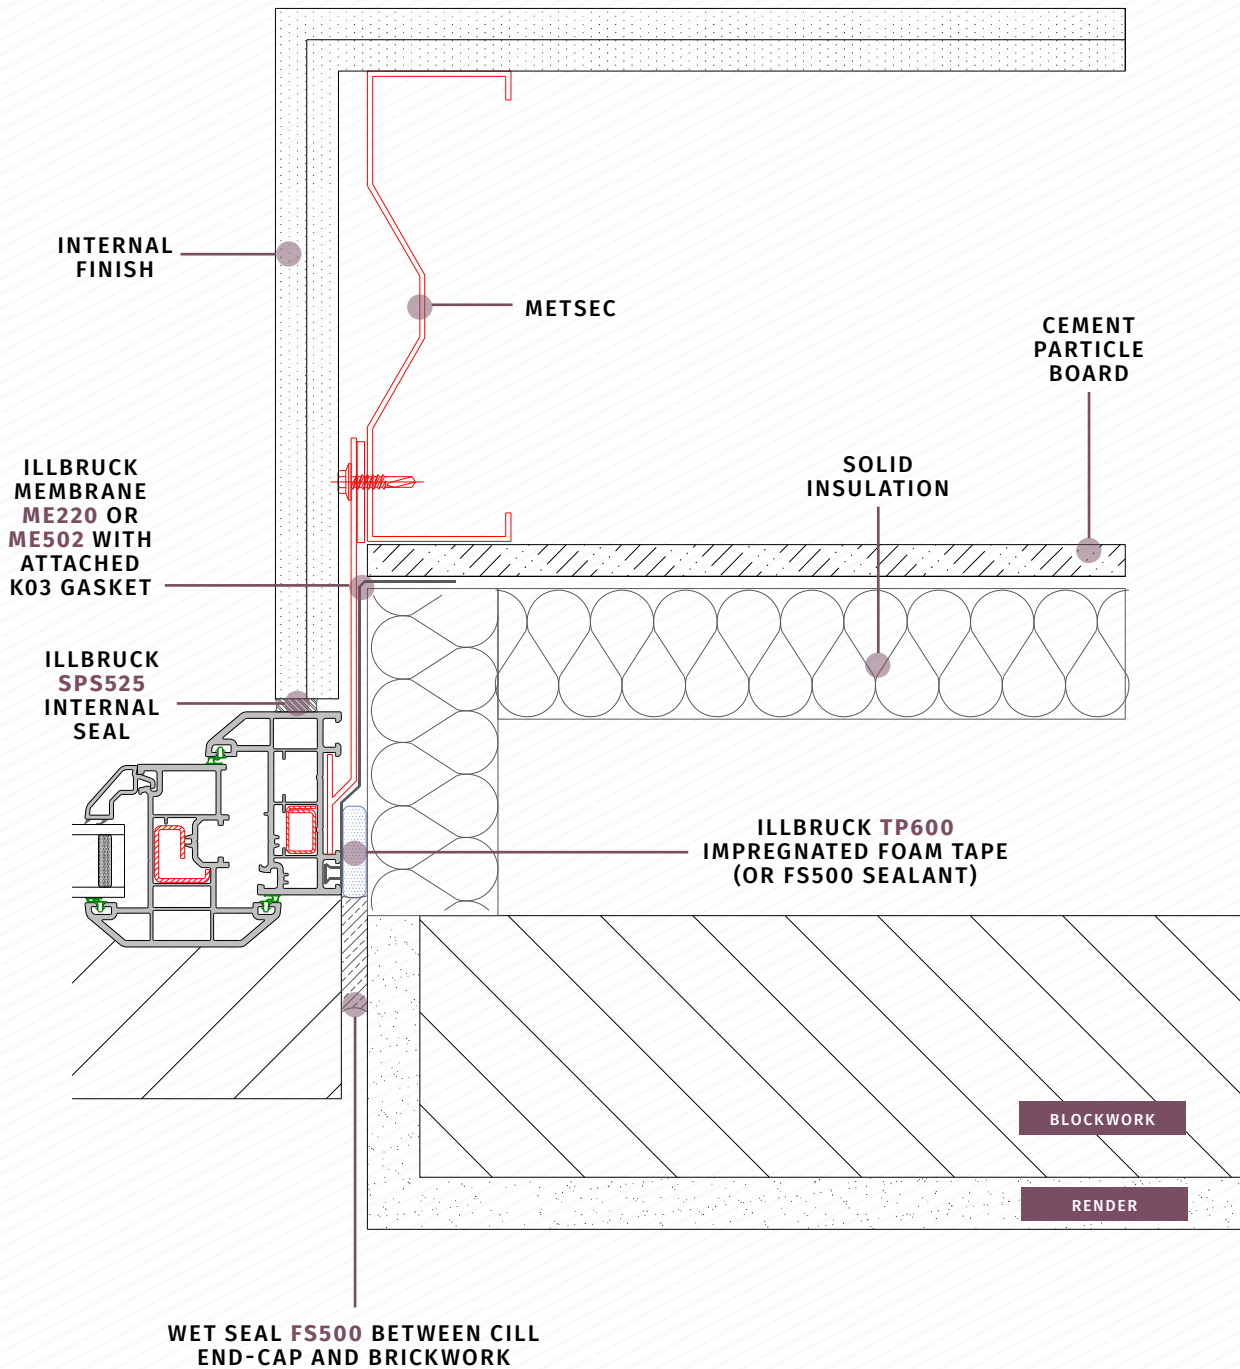 INTERNAL
FINISH
METSEC
CEMENT
PARTICLE
BOARD
ILLBRUCK
MEMBRANE
ME220 OR
ME502 WITH
ATTACHED
K03 GASKET
SOLID
INSULATION
ILLBRUCK
SPS525
INTERNAL
SEAL
ILLBRUCK TP600
IMPREGNATED FOAM TAPE
(OR FS500 SEALANT)
BLOCKWORK
RENDER
WET SEAL FS500 BETWEEN CILL
END-CAP AND BRICKWORK